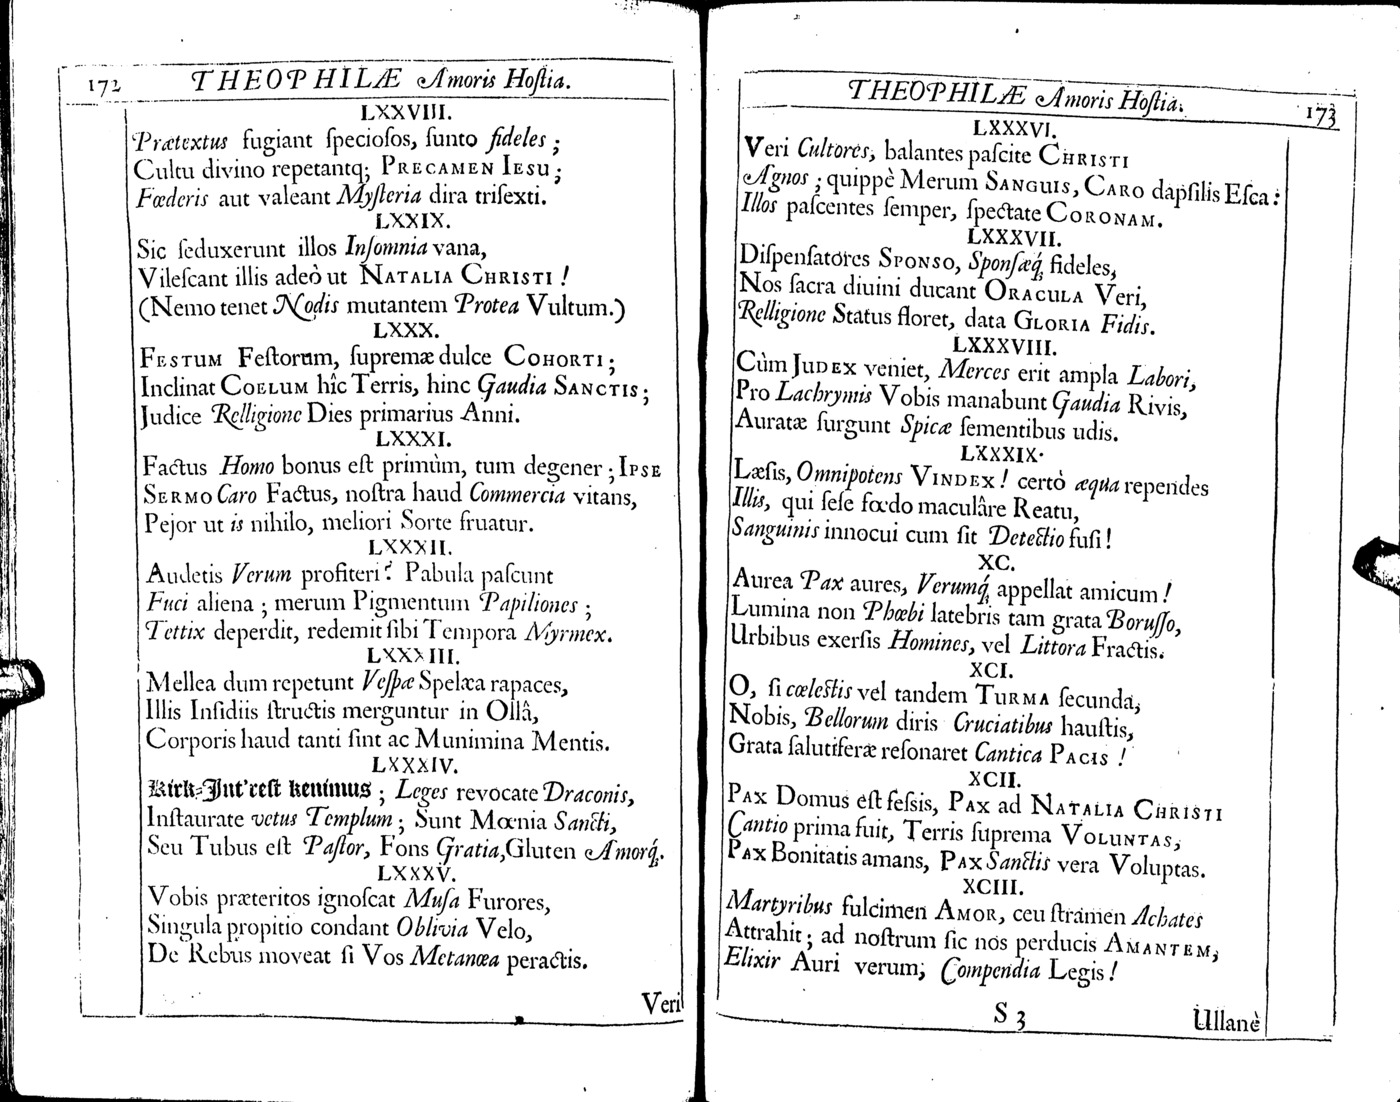 172 THEOPHILÆ Amoris Hoſtia.
LXXVIII.
Prætextus fugiant ſpecioſos, ſunto fideles ;
Cultu divino repetantq; PRECAMEN IESU ;
Fœderis aut valeant Myſteria dira triſexti.
LXXIX.
Sic ſeduxerunt illos Inſomnia vana,
Vileſcant illis adeò ut NATALIA CHRISTI !
(Nemo tenet Nodis mutantem Protea Vultum.)
LXXX.
FESTUM Feſtorum, ſupremæ dulce COHORTI ;
Inclinat COELUM hîc Terris, hinc Gaudia SANCTIS ;
Judice Relligione Dies primarius Anni.
LXXXI.
Factus Homo bonus eſt primùm, tum degener ; IPSE
SERMO Caro Factus, noſtra haud Commercia vitans,
Pejor ut is nihilo, meliori Sorte fruatur.
LXXXII.
Audetis Verum profiteri? Pabula paſcunt
Fuci aliena ; merum Pigmentum Papiliones ;
Tettix deperdit, redemit ſibi Tempora Myrmex.
LXXXIII.
Mellea dum repetunt Veſpæ Spelæa rapaces,
Illis Inſidiis ſtructis merguntur in Ollâ,
Corporis haud tanti ſint ac Munimina Mentis.
LXXXIV.
Kirk-Int'reſt kenimus ; Leges revocate Draconis,
Inſtaurate vetus Templum ; Sunt Mœnia Sancti,
Seu Tubus eſt Paſtor, Fons Gratia, Gluten Amorq́.
LXXXV.
Vobis præteritos ignoſcat Muſa Furores,
Singula propitio condant Oblivia Velo,
De Rebus moveat ſi Vos Metanœa peractis.
Veri
THEOPHILÆ Amoris Hoſtia. 173
LXXXVI.
Veri Cultores, balantes paſcite CHRISTI
Agnos ; quippè Merum SANGUIS, CARO dapſilis Eſca :
Illos paſcentes ſemper, ſpectate CORONAM.
LXXXVII.
Diſpenſatores SPONSO, Sponſæq́ fideles,
Nos ſacra diuini ducant ORACULA Veri,
Relligione Status floret, data GLORIA Fidis.
LXXXVIII.
Cùm JUDEX veniet, Merces erit ampla Labori,
Pro Lachrymis Vobis manabunt Gaudia Rivis,
Auratæ ſurgunt Spicæ ſementibus udis.
LXXXIX.
Læſis, Omnipotens VINDEX ! certò æqua rependes
Illis, qui ſeſe fœdo maculâre Reatu,
Sanguinis innocui cum ſit Detectio fuſi !
XC.
Aurea Pax aures, Verumq́ appellat amicum !
Lumina non Phœbi latebris tam grata Boruſſo,
Urbibus exerſis Homines, vel Littora Fractis.
XCI.
O, ſi cœleſtis vel tandem TURMA ſecunda,
Nobis, Bellorum diris Cruciatibus hauſtis,
Grata ſalutiferæ reſonaret Cantica PACIS !
XCII.
PAX Domus eſt feſsis, PAX ad NATALIA CHRISTI
Cantio prima fuit, Terris ſuprema VOLUNTAS,
PAX Bonitatis amans, PAX Sanctis vera Voluptas.
XCIII.
Martyribus fulcimen AMOR, ceu ſtramen Achates
Attrahit ; ad noſtrum ſic nos perducis AMANTEM,
Elixir Auri verum, Compendia Legis !
S 3 Ullanè